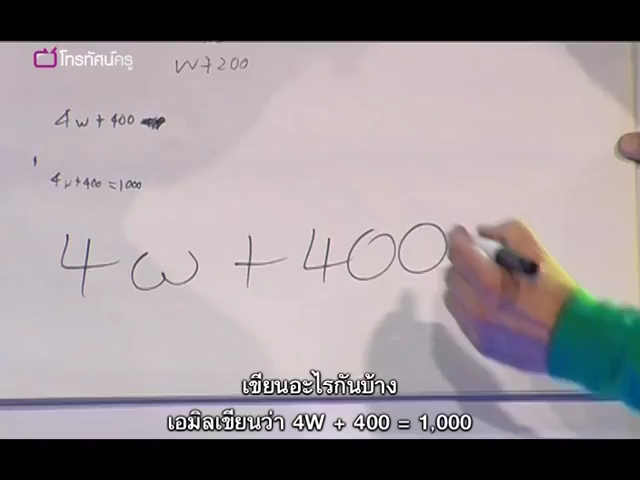 โทรทัศน์ครู
w+200
4w+400
4w+400=1000
4w+400
เขียนอะไรกันบ้าง
เอมิลเขียนว่า 4W + 400 = 1,000